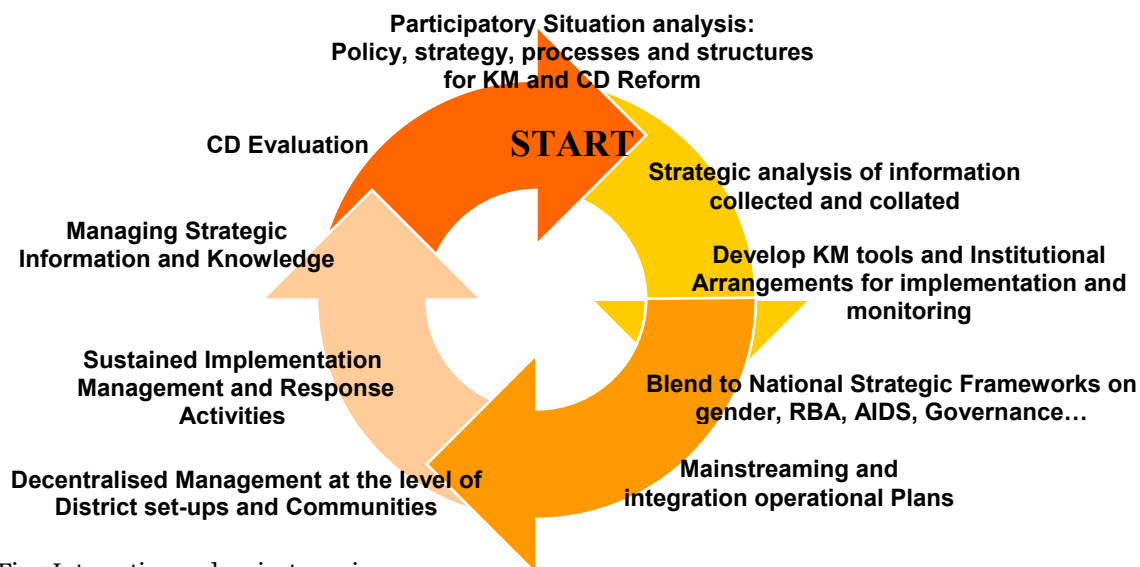 Participatory Situation analysis:
Policy, strategy, processes and structures
for KM and CD Reform
START
CD Evaluation
Strategic analysis of information
collected and collated
Managing Strategic
Information and Knowledge
Develop KM tools and Institutional
Arrangements for implementation and
monitoring
Sustained Implementation
Management and Response
Activities
Blend to National Strategic Frameworks on
gender, RBA, AIDS, Governance…
Mainstreaming and
integration operational Plans
Decentralised Management at the level of
District set-ups and Communities